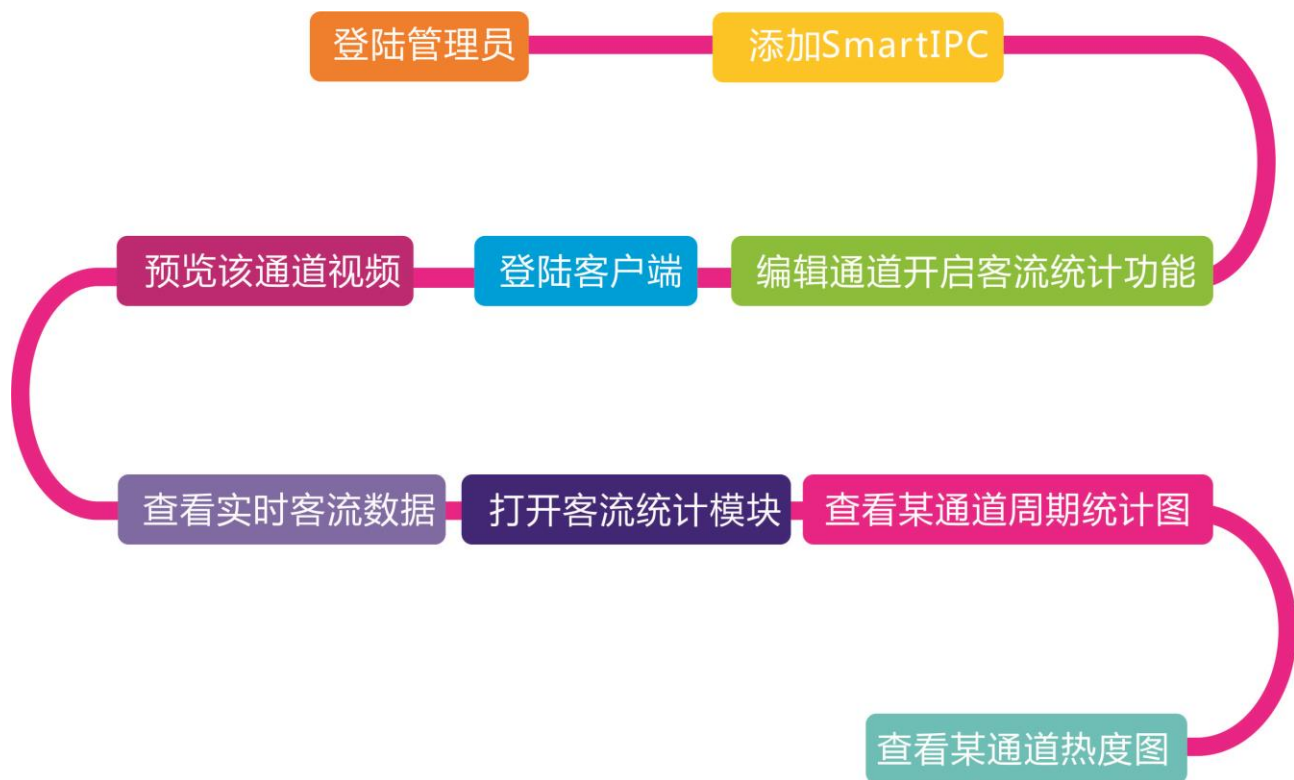 登陆管理员
添加SmartIPC
编辑通道开启客流统计功能
登陆客户端
预览该通道视频
查看实时客流数据
打开客流统计模块
查看某通道周期统计图
查看某通道热度图